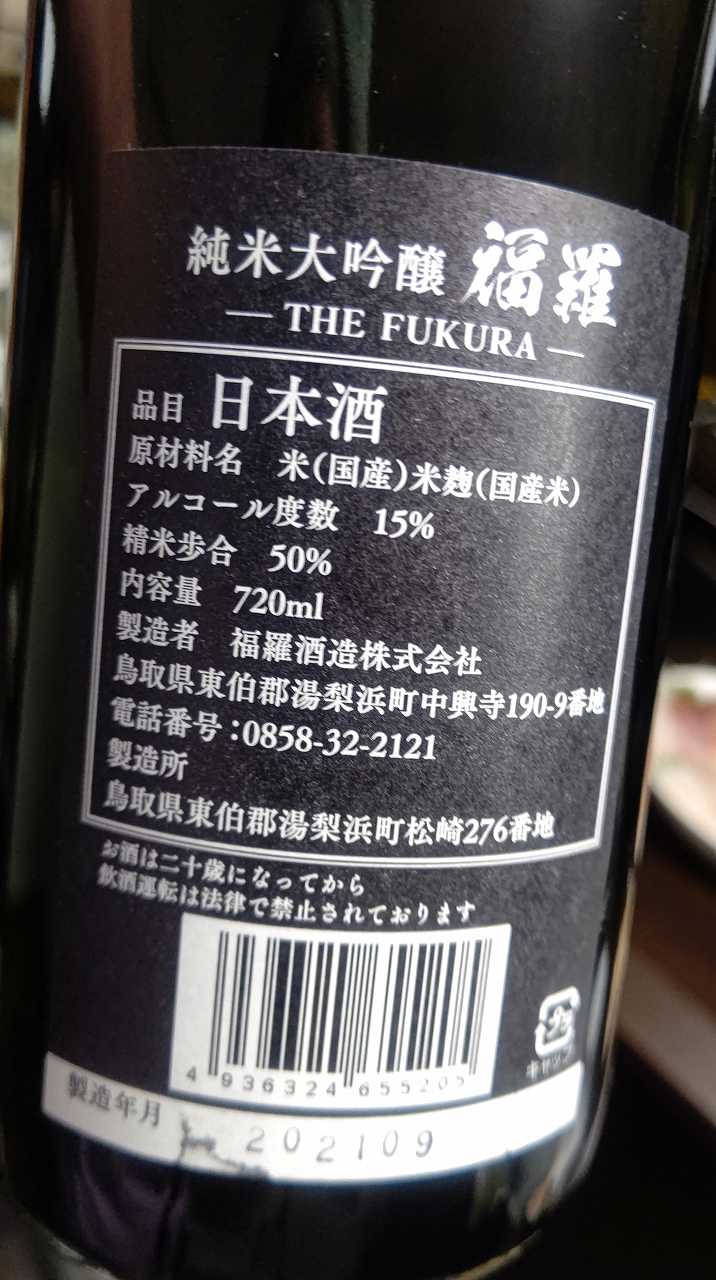 純米大吟醸 福羅
― THE FUKURA ―
品目 日本酒
原材料名 米(国産)米麹(国産米)
アルコール度数 15%
精米歩合 50%
内容量 720ml
製造者 福羅酒造株式会社
鳥取県東伯郡湯梨浜町中興寺190-9番地
電話番号:0858-32-2121
製造所
鳥取県東伯郡湯梨浜町松崎276番地
お酒は二十歳になってから
飲酒運転は法律で禁止されております
4 936324 655205
キャップ
製造年月 202109